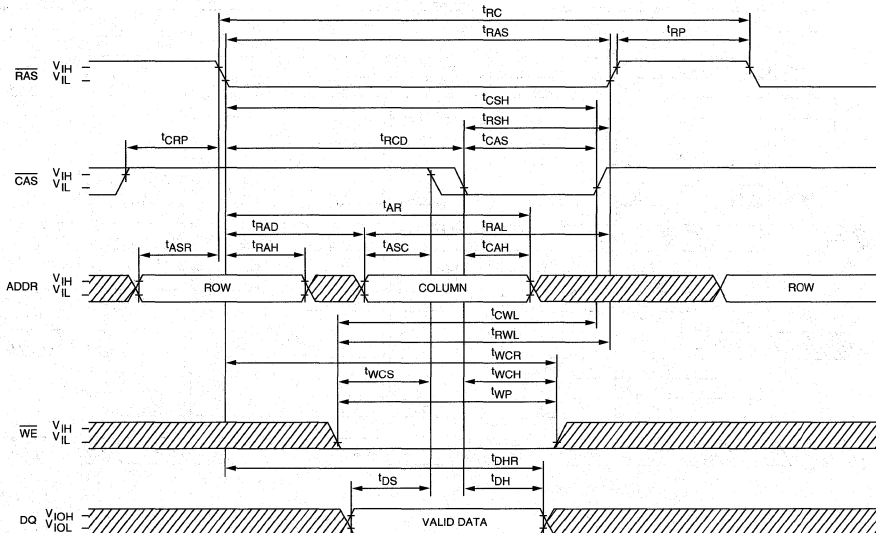 tRC
tRAS
tRP
RAS VIH
VIL
tCSH
tRSH
tCRP tRCD tCAS
CAS VIH
VIL
tAR
tRAD tRAL
tASR tRAH tASC tCAH
ADDR VIH
VIL
ROW COLUMN ROW
tCWL
tRWL
tWCR
tWCS tWCH
tWP
WE VIH
VIL
tDHR
tDS tDH
DQ VIOH
VIOL
VALID DATA